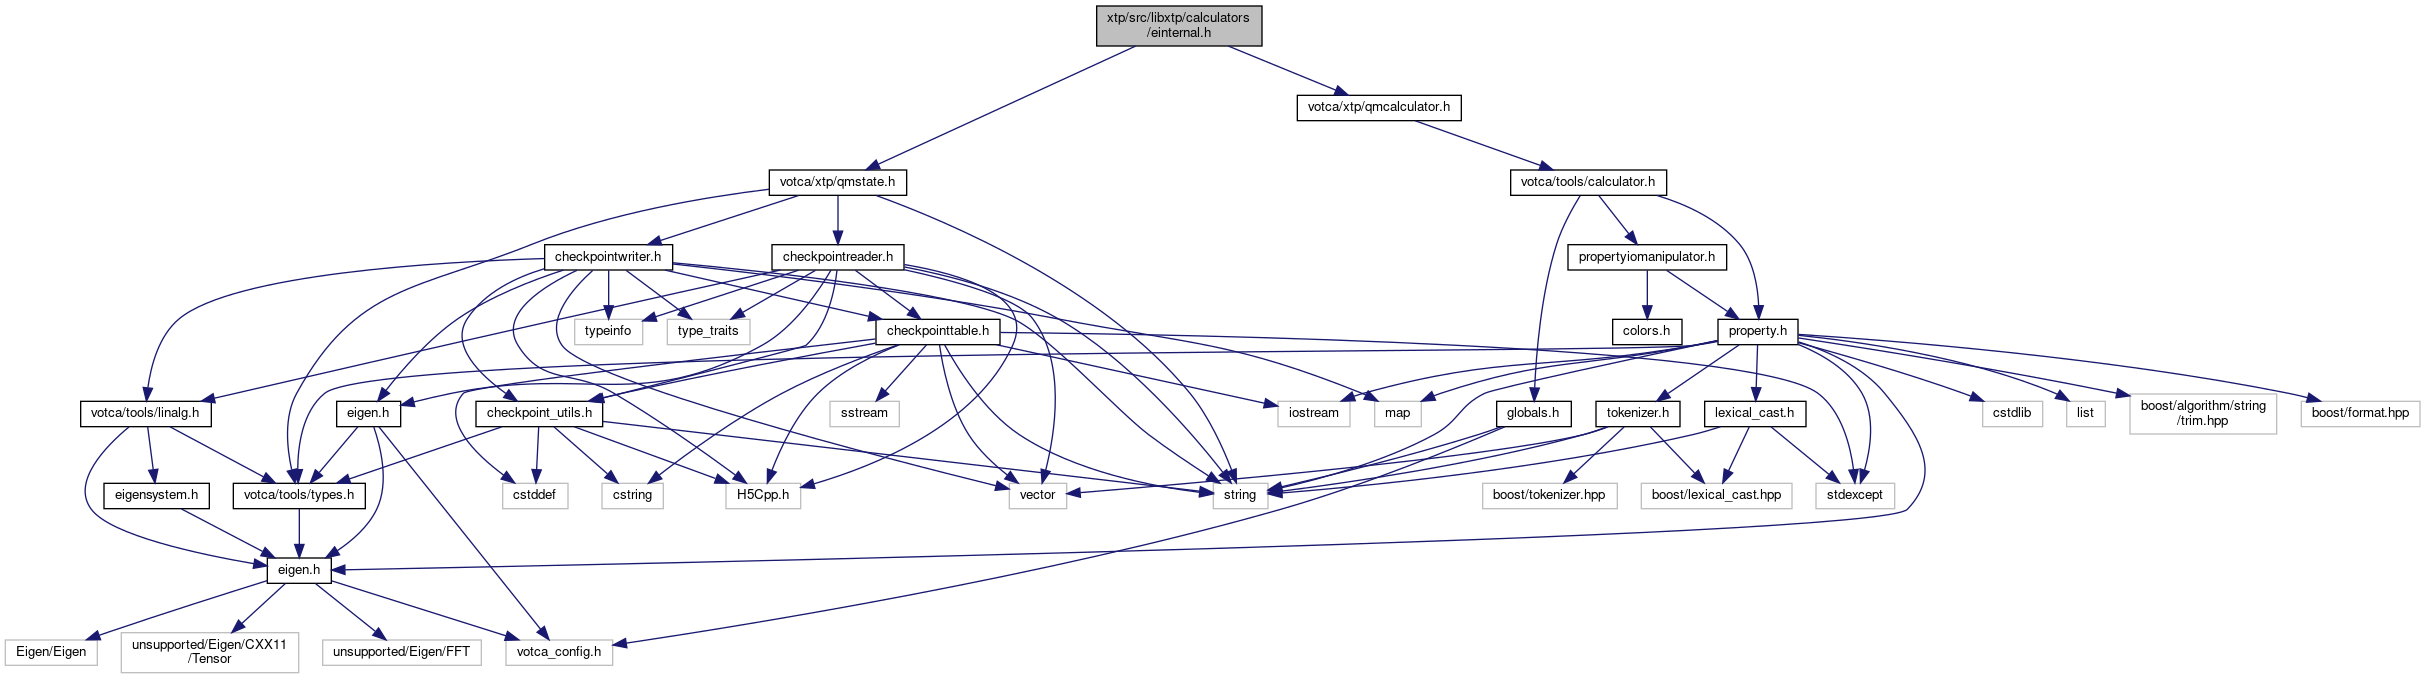 xtp/src/libxtp/calculators
/einternal.h
votca/xtp/qmcalculator.h
votca/xtp/qmstate.h
votca/tools/calculator.h
checkpointwriter.h
checkpointreader.h
propertyiomanipulator.h
typeinfo
type_traits
checkpointtable.h
colors.h
property.h
votca/tools/linalg.h
eigen.h
checkpoint_utils.h
sstream
iostream
map
globals.h
tokenizer.h
lexical_cast.h
cstdlib
list
boost/algorithm/string
/trim.hpp
boost/format.hpp
eigensystem.h
votca/tools/types.h
cstddef
cstring
H5Cpp.h
vector
string
boost/tokenizer.hpp
boost/lexical_cast.hpp
stdexcept
eigen.h
Eigen/Eigen
unsupported/Eigen/CXX11
/Tensor
unsupported/Eigen/FFT
votca_config.h